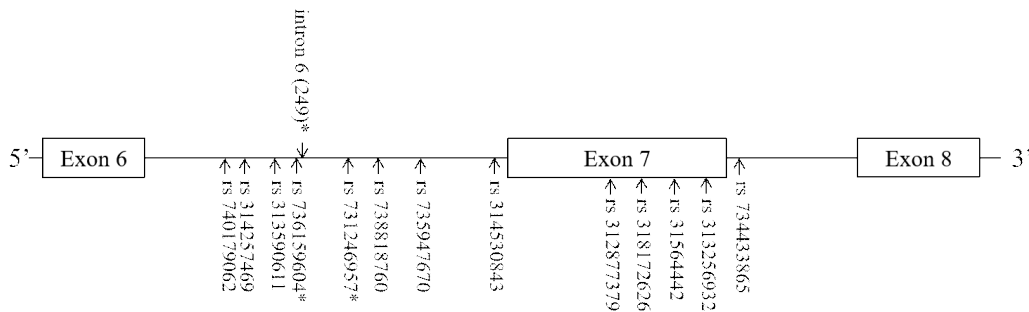 intron 6 (249)*
5’
Exon 6
Exon 7
Exon 8
3’
rs 740179062
rs 314257469
rs 313590611
rs 736159604*
rs 731246957*
rs 738818760
rs 735947670
rs 314530843
rs 312877379
rs 318172626
rs 31564442
rs 313256932
rs 734433865